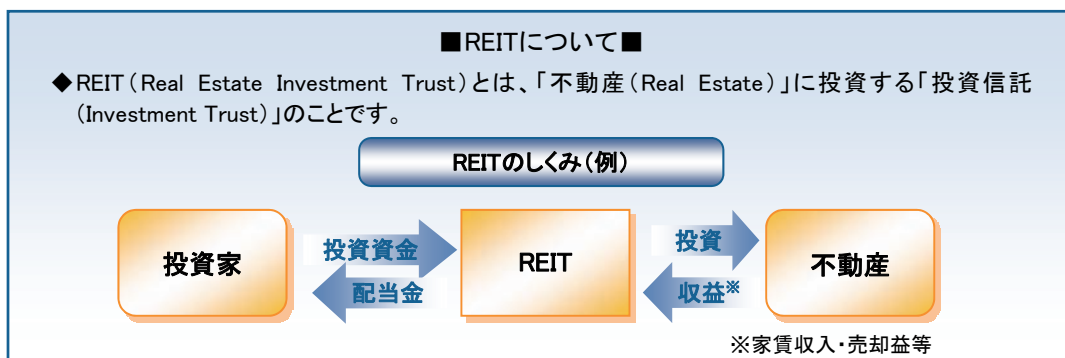 ■REITについて■
◆REIT(Real Estate Investment Trust)とは、「不動産(Real Estate)」に投資する「投資信託
(Investment Trust)」のことです。
REITのしくみ(例)
投資家
投資資金
配当金
REIT
投資
収益※
不動産
※家賃収入・売却益等